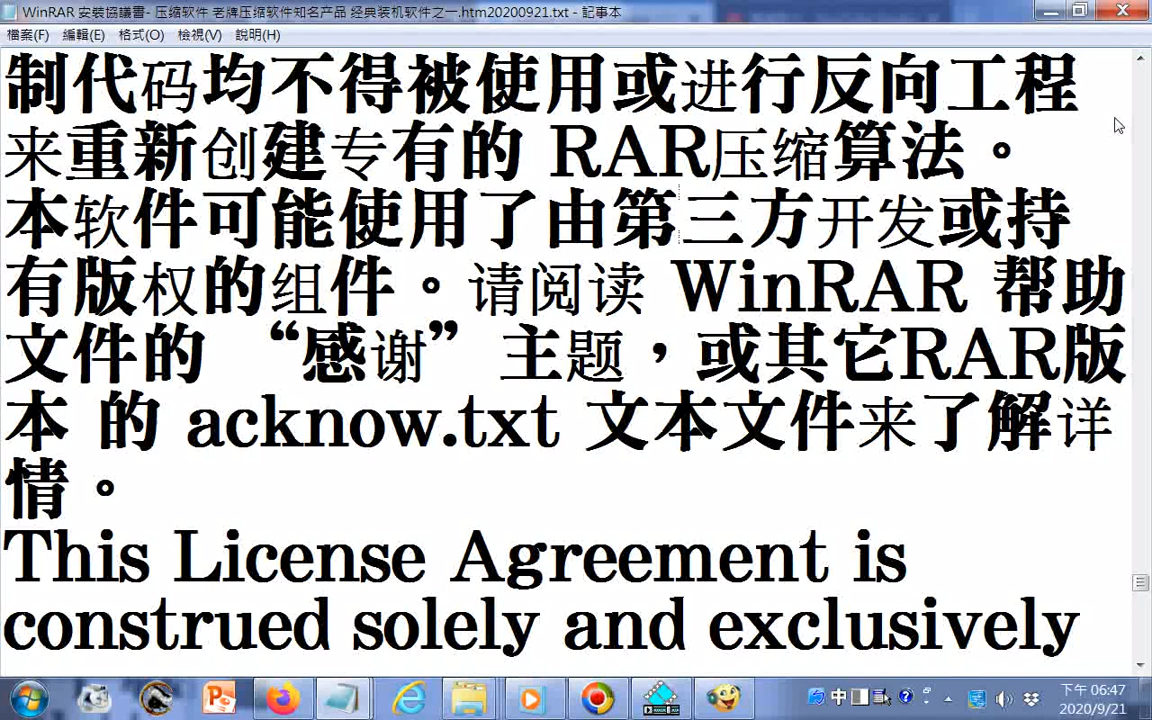 WinRAR 安裝協議書- 压缩软件 老牌压缩软件知名产品 经典装机软件之一.htm20200921.txt - 記事本
檔案(F) 編輯(E) 格式(O) 檢視(V) 說明(H)
制代码均不得被使用或进行反向工程
来重新创建专有的 RAR压缩算法。
本软件可能使用了由第三方开发或持
有版权的组件。请阅读 WinRAR 帮助
文件的 “感谢” 主题，或其它RAR版
本 的 acknow.txt 文本文件来了解详
情。
This License Agreement is
construed solely and exclusively
中
下午 06:47
2020/9/21